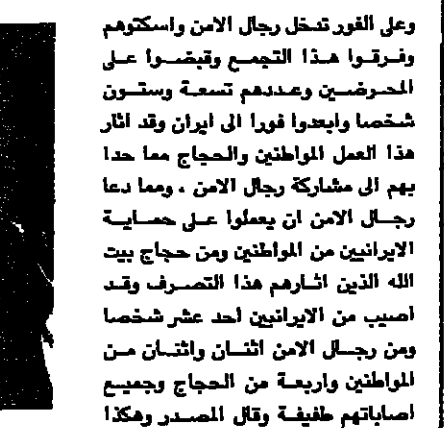 وعلى الفور تدخل رجال الامن واسكتوهم
وفرقوا هذا التجمع وقبضوا على
المحرضين وعددهم تسعة وستون
شخصا وابعدوا فورا الى ايران وقد اثار
هذا العمل المواطنين والحجاج مما حدا
بهم الى مشاركة رجال الامن ، ومما دعا
رجال الامن ان يعملوا على حماية
الايرانيين من المواطنين ومن حجاج بيت
الله الذين اثارهم هذا التصرف وقد
اصيب من الايرانيين احد عشر شخصا
ومن رجال الامن اثنان واثنان من
المواطنين واربعة من الحجاج وجميع
اصاباتهم طفيفة وقال المصدر وهكذا